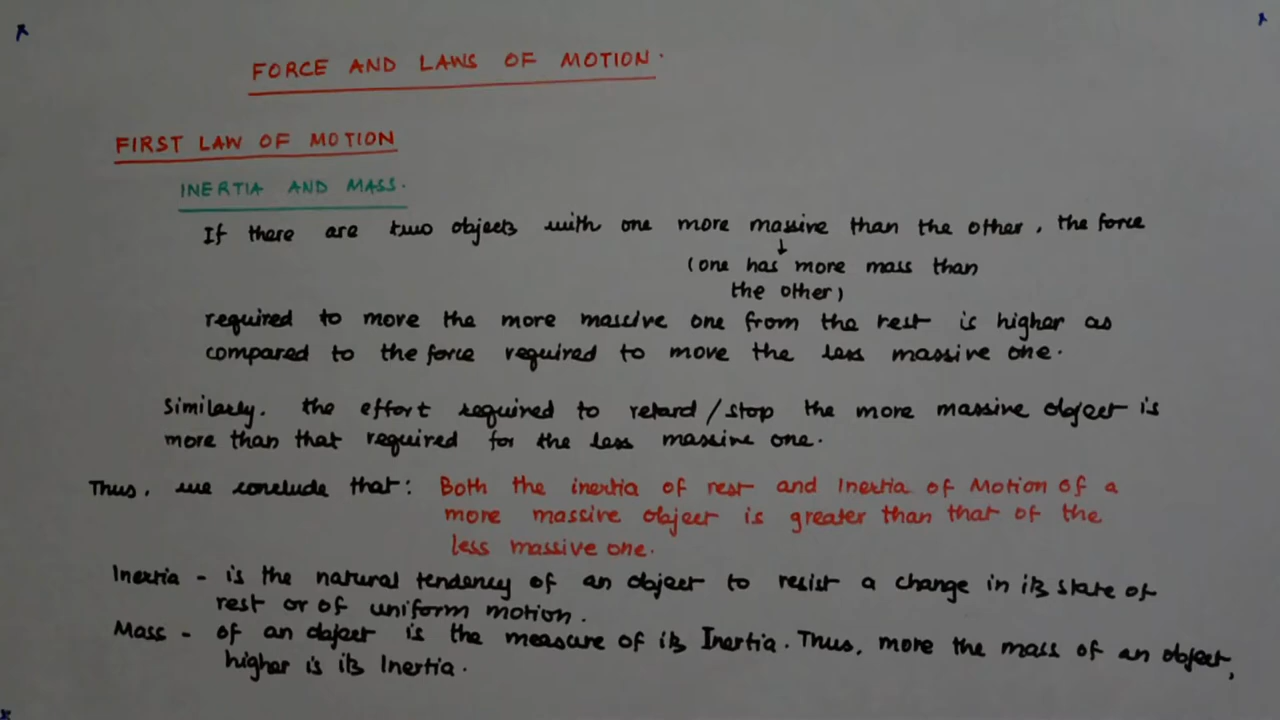 FORCE AND LAWS OF MOTION.
FIRST LAW OF MOTION
INERTIA AND MASS.
If there are two objects with one more massive than the other, the force
↓
(one has more mass than
the other)
required to move the more massive one from the rest is higher as
compared to the force required to move the less massive one.
Similarly. the effort required to retard/stop the more massive object is
more than that required for the less massive one.
Thus, we conclude that: Both the inertia of rest and Inertia of Motion of a
more massive object is greater than that of the
less massive one.
Inertia - is the natural tendency of an object to resist a change in its state of
rest or of uniform motion.
Mass - of an object is the measure of its Inertia. Thus, more the mass of an object,
higher is its Inertia.